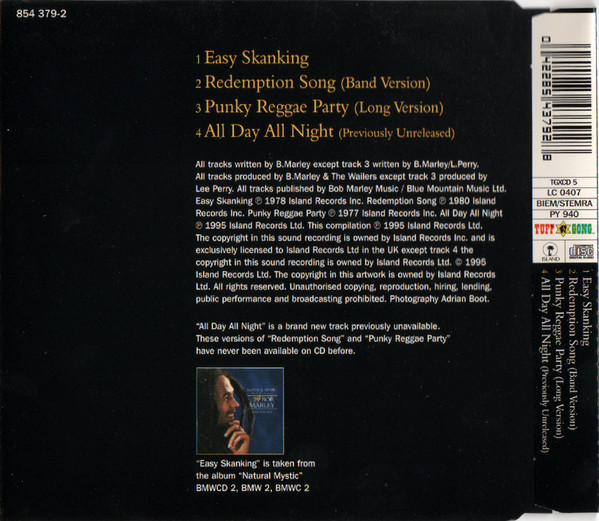 854 379-2
1 Easy Skanking
2 Redemption Song (Band Version)
3 Punky Reggae Party (Long Version)
4 All Day All Night (Previously Unreleased)
All tracks written by B.Marley except track 3 written by B.Marley/L.Perry.
All tracks produced by B.Marley & The Wailers except track 3 produced by
Lee Perry. All tracks published by Bob Marley Music / Blue Mountain Music Ltd.
Easy Skanking ℗ 1978 Island Records Inc. Redemption Song ℗ 1980 Island
Records Inc. Punky Reggae Party ℗ 1977 Island Records Inc. All Day All Night
℗ 1995 Island Records Ltd. This compilation ℗ 1995 Island Records Ltd.
The copyright in this sound recording is owned by Island Records Inc. and is
exclusively licensed to Island Records Ltd in the UK except track 4 the
copyright in this sound recording is owned by Island Records Ltd. © 1995
Island Records Ltd. The copyright in this artwork is owned by Island Records
Ltd. All rights reserved. Unauthorised copying, reproduction, hiring, lending,
public performance and broadcasting prohibited. Photography Adrian Boot.
“All Day All Night” is a brand new track previously unavailable.
These versions of “Redemption Song” and “Punky Reggae Party”
have never been available on CD before.
BOB
MARLEY
“Easy Skanking” is taken from
the album “Natural Mystic”
BMWCD 2, BMW 2, BMWC 2
0 42285 43792 8
TGXCD 5
LC 0407
BIEM/STEMRA
PY 940
TUFF GONG
ISLAND
COMPACT
disc
1 Easy Skanking
2 Redemption Song (Band Version)
3 Punky Reggae Party (Long Version)
4 All Day All Night (Previously Unreleased)